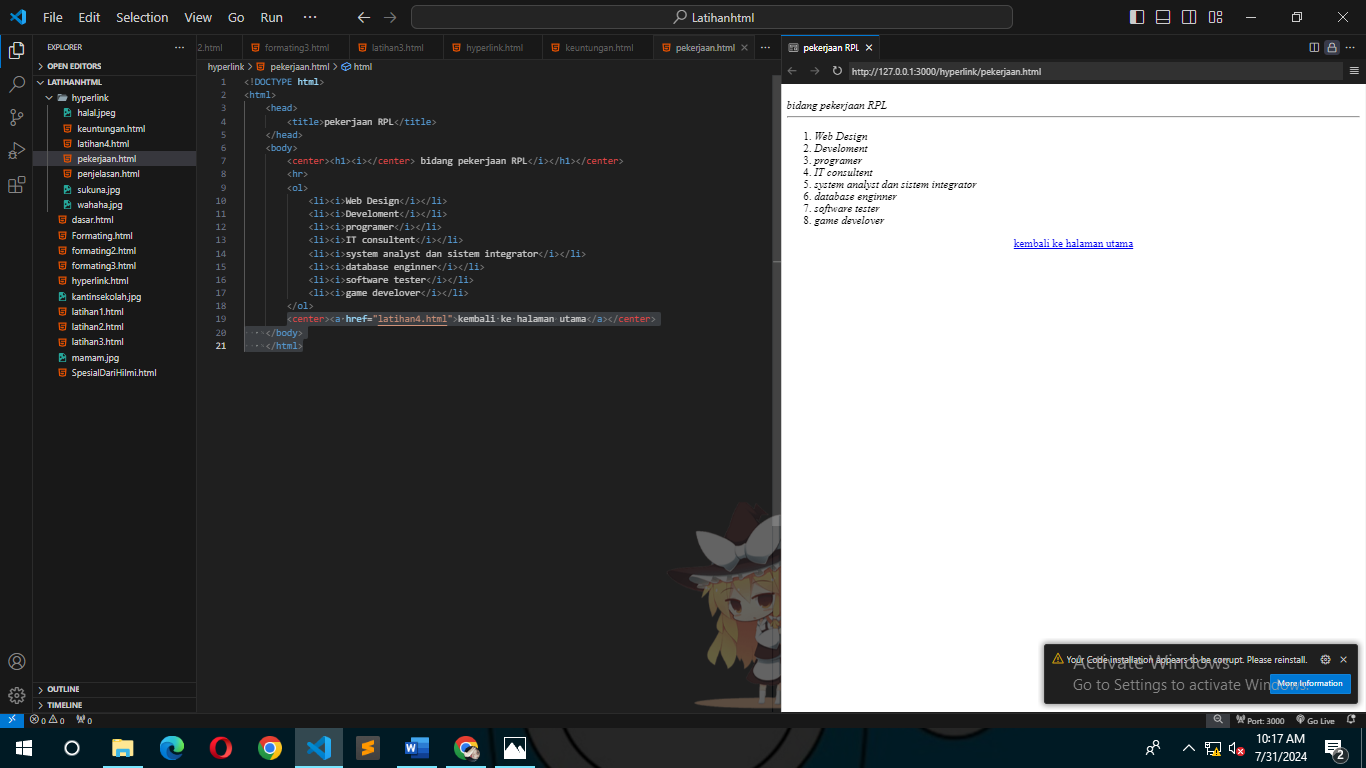 File Edit Selection View Go Run ··· Latihanhtml
EXPLORER ···
OPEN EDITORS
LATIHANHTML
hyperlink
halal.jpeg
keuntungan.html
latihan4.html
pekerjaan.html
penjelasan.html
sukuna.jpg
wahaha.jpg
dasar.html
Formating.html
formating2.html
formating3.html
hyperlink.html
kantinsekolah.jpg
latihan1.html
latihan2.html
latihan3.html
mamam.jpg
SpesialDariHilmi.html
OUTLINE
TIMELINE
2.html formating3.html latihan3.html hyperlink.html keuntungan.html pekerjaan.html ···
hyperlink > pekerjaan.html > html
1 <!DOCTYPE html>
2 <html>
3 <head>
4 <title>pekerjaan RPL</title>
5 </head>
6 <body>
7 <center><h1><i></center> bidang pekerjaan RPL</i></h1></center>
8 <hr>
9 <ol>
10 <li><i>Web Design</i></li>
11 <li><i>Develoment</i></li>
12 <li><i>programer</i></li>
13 <li><i>IT consultent</i></li>
14 <li><i>system analyst dan sistem integrator</i></li>
15 <li><i>database enginner</i></li>
16 <li><i>software tester</i></li>
17 <li><i>game develover</i></li>
18 </ol>
19 <center><a href="latihan4.html">kembali ke halaman utama</a></center>
20 </body>
21 </html>
pekerjaan RPL ···
http://127.0.0.1:3000/hyperlink/pekerjaan.html
bidang pekerjaan RPL
1. Web Design
2. Develoment
3. programer
4. IT consultent
5. system analyst dan sistem integrator
6. database enginner
7. software tester
8. game develover
kembali ke halaman utama
Your Code installation appears to be corrupt. Please reinstall.
More Information
Activate Windows
Go to Settings to activate Windows.
0 0 0 Port: 3000 Go Live
10:17 AM
7/31/2024
2